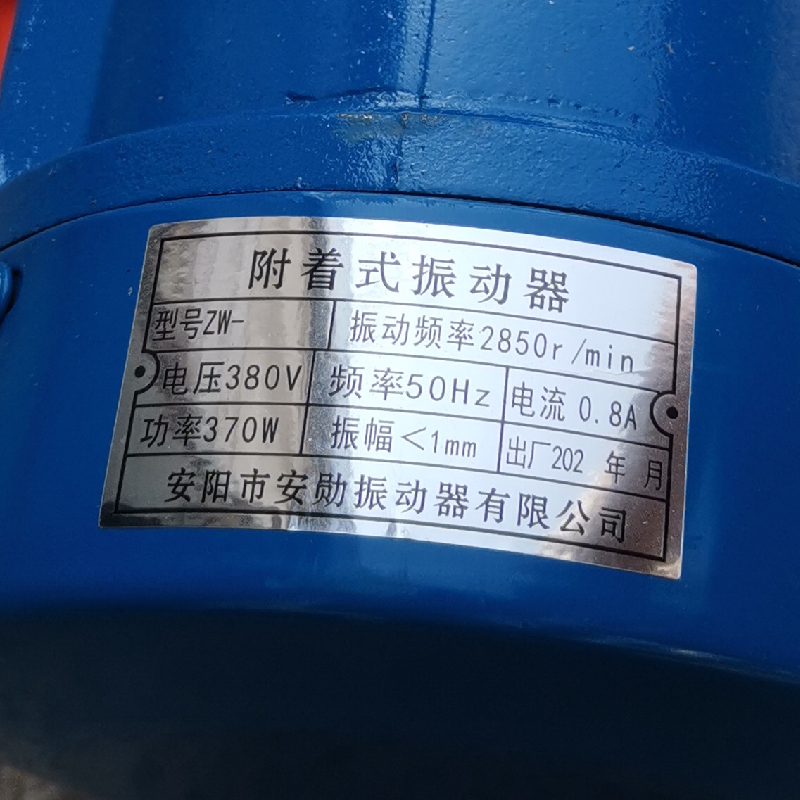 附着式振动器
型号ZW- 振动频率2850r/min
电压380V 频率50Hz 电流 0.8A
功率370W 振幅<1mm 出厂202 年 月
安阳市安勋振动器有限公司